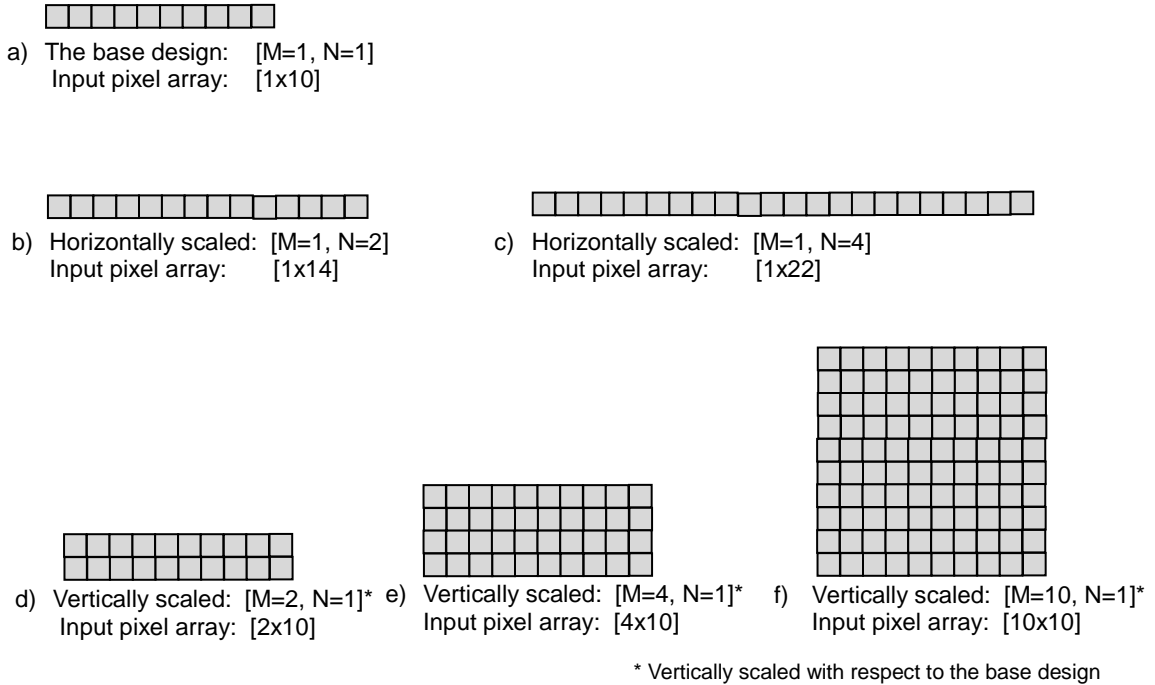 a) The base design: [M=1, N=1]
Input pixel array: [1x10]
b) Horizontally scaled: [M=1, N=2]
Input pixel array: [1x14]
c) Horizontally scaled: [M=1, N=4]
Input pixel array: [1x22]
d) Vertically scaled: [M=2, N=1]*
Input pixel array: [2x10]
e) Vertically scaled: [M=4, N=1]*
Input pixel array: [4x10]
f) Vertically scaled: [M=10, N=1]*
Input pixel array: [10x10]
* Vertically scaled with respect to the base design